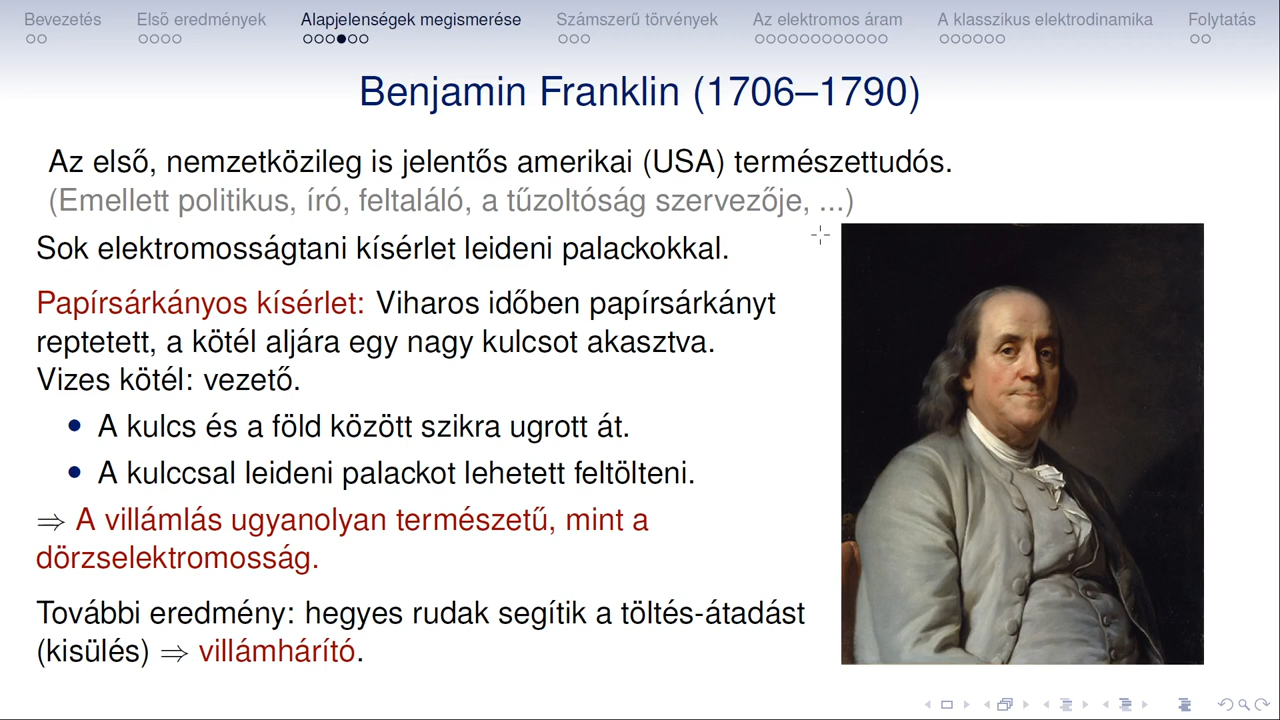 Bevezetés Első eredmények Alapjelenségek megismerése Számszerű törvények Az elektromos áram A klasszikus elektrodinamika Folytatás
Benjamin Franklin (1706–1790)
Az első, nemzetközileg is jelentős amerikai (USA) természettudós.
(Emellett politikus, író, feltaláló, a tűzoltóság szervezője, ...)
Sok elektromosságtani kísérlet leideni palackokkal.
Papírsárkányos kísérlet: Viharos időben papírsárkányt
reptetett, a kötél aljára egy nagy kulcsot akasztva.
Vizes kötél: vezető.
• A kulcs és a föld között szikra ugrott át.
• A kulccsal leideni palackot lehetett feltölteni.
⇒ A villámlás ugyanolyan természetű, mint a
dörzselektromosság.
További eredmény: hegyes rudak segítik a töltés-átadást
(kisülés) ⇒ villámhárító.